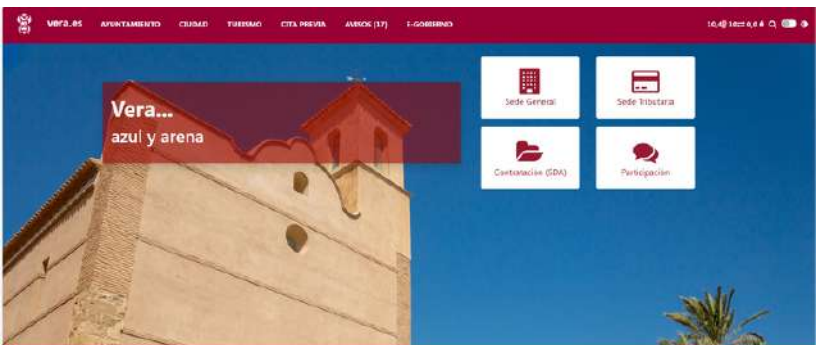 vera.es AYUNTAMIENTO CIUDAD TURISMO CITA PREVIA AVISOS (17) E-GOBIERNO
Vera...
azul y arena
Sede General
Sede Tributaria
Contratación (SDA)
Participación